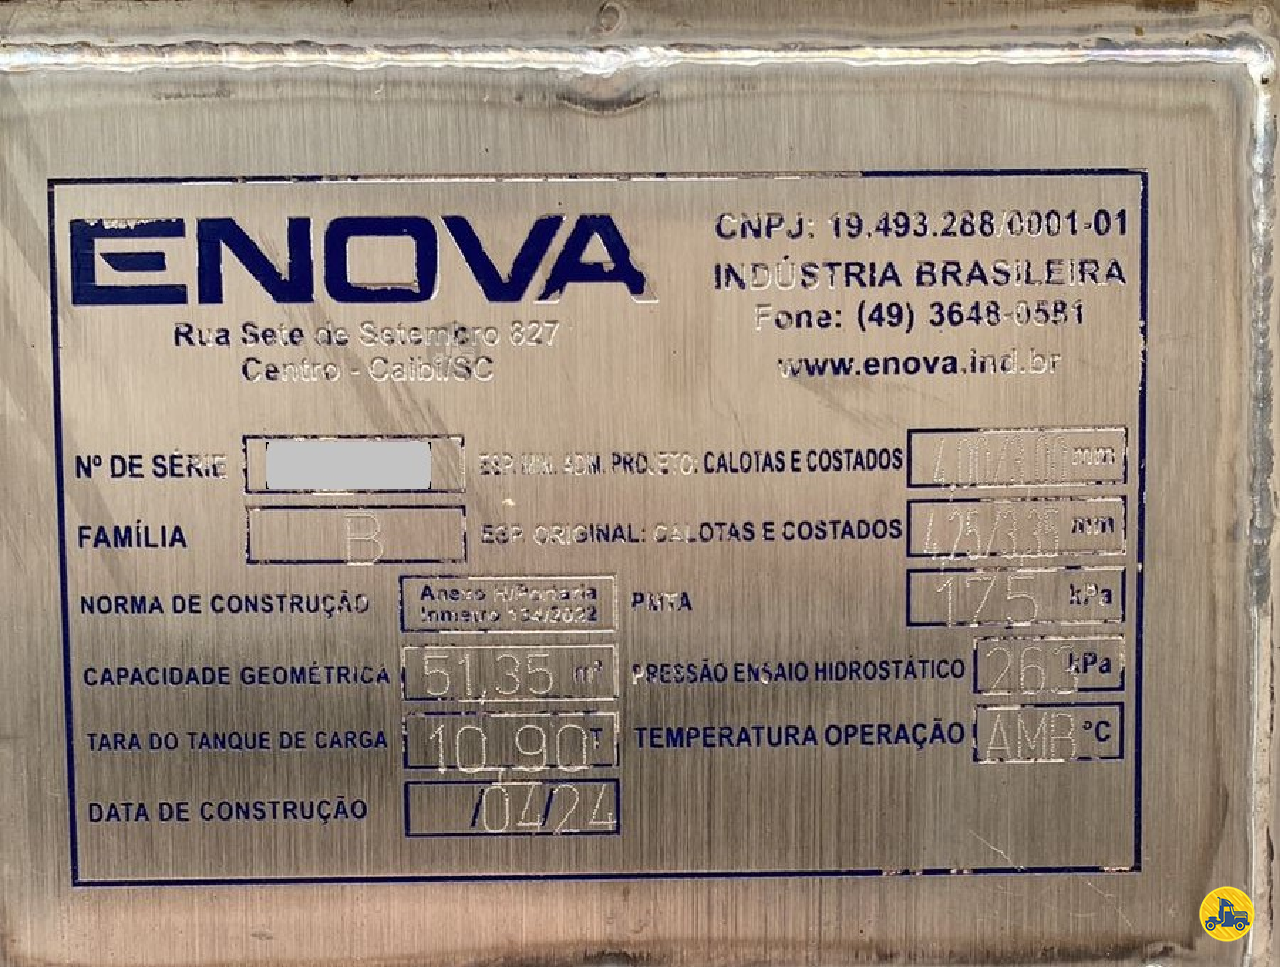 ENOVA
Rua Sete de Setembro 827
Centro - Caibi/SC
CNPJ: 19.493.288/0001-01
INDÚSTRIA BRASILEIRA
Fone: (49) 3648-0581
www.enova.ind.br
Nº DE SÉRIE
ESP. MIN. ADM. PROJETO: CALOTAS E COSTADOS 4,00/3,00 mm
FAMÍLIA B
ESP. ORIGINAL: CALOTAS E COSTADOS 4,25/3,35 mm
NORMA DE CONSTRUÇÃO Anexo H/Portaria
Inmetro 134/2022
PMTA 175 kPa
CAPACIDADE GEOMÉTRICA 51,35 m³
PRESSÃO ENSAIO HIDROSTÁTICO 263 kPa
TARA DO TANQUE DE CARGA 10,90 T
TEMPERATURA OPERAÇÃO AMB °C
DATA DE CONSTRUÇÃO /04/24